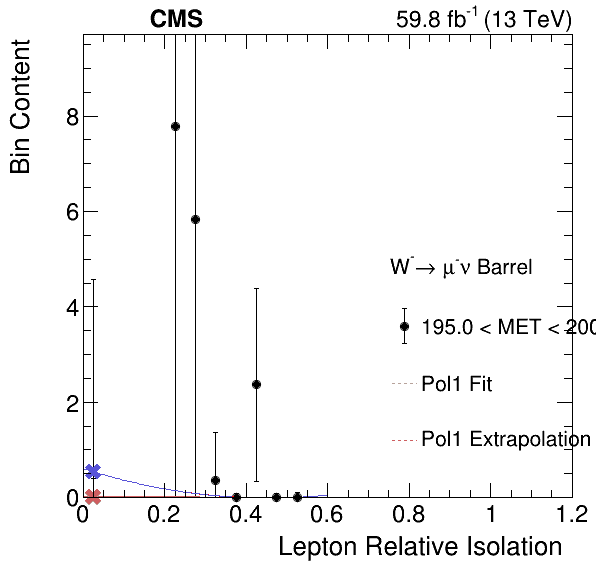 CMS
59.8 fb-1 (13 TeV)
Bin Content
8
6
4
2
0
W-→ μ-ν Barrel
195.0 < MET < 200
Pol1 Fit
Pol1 Extrapolation
0 0.2 0.4 0.6 0.8 1 1.2
Lepton Relative Isolation